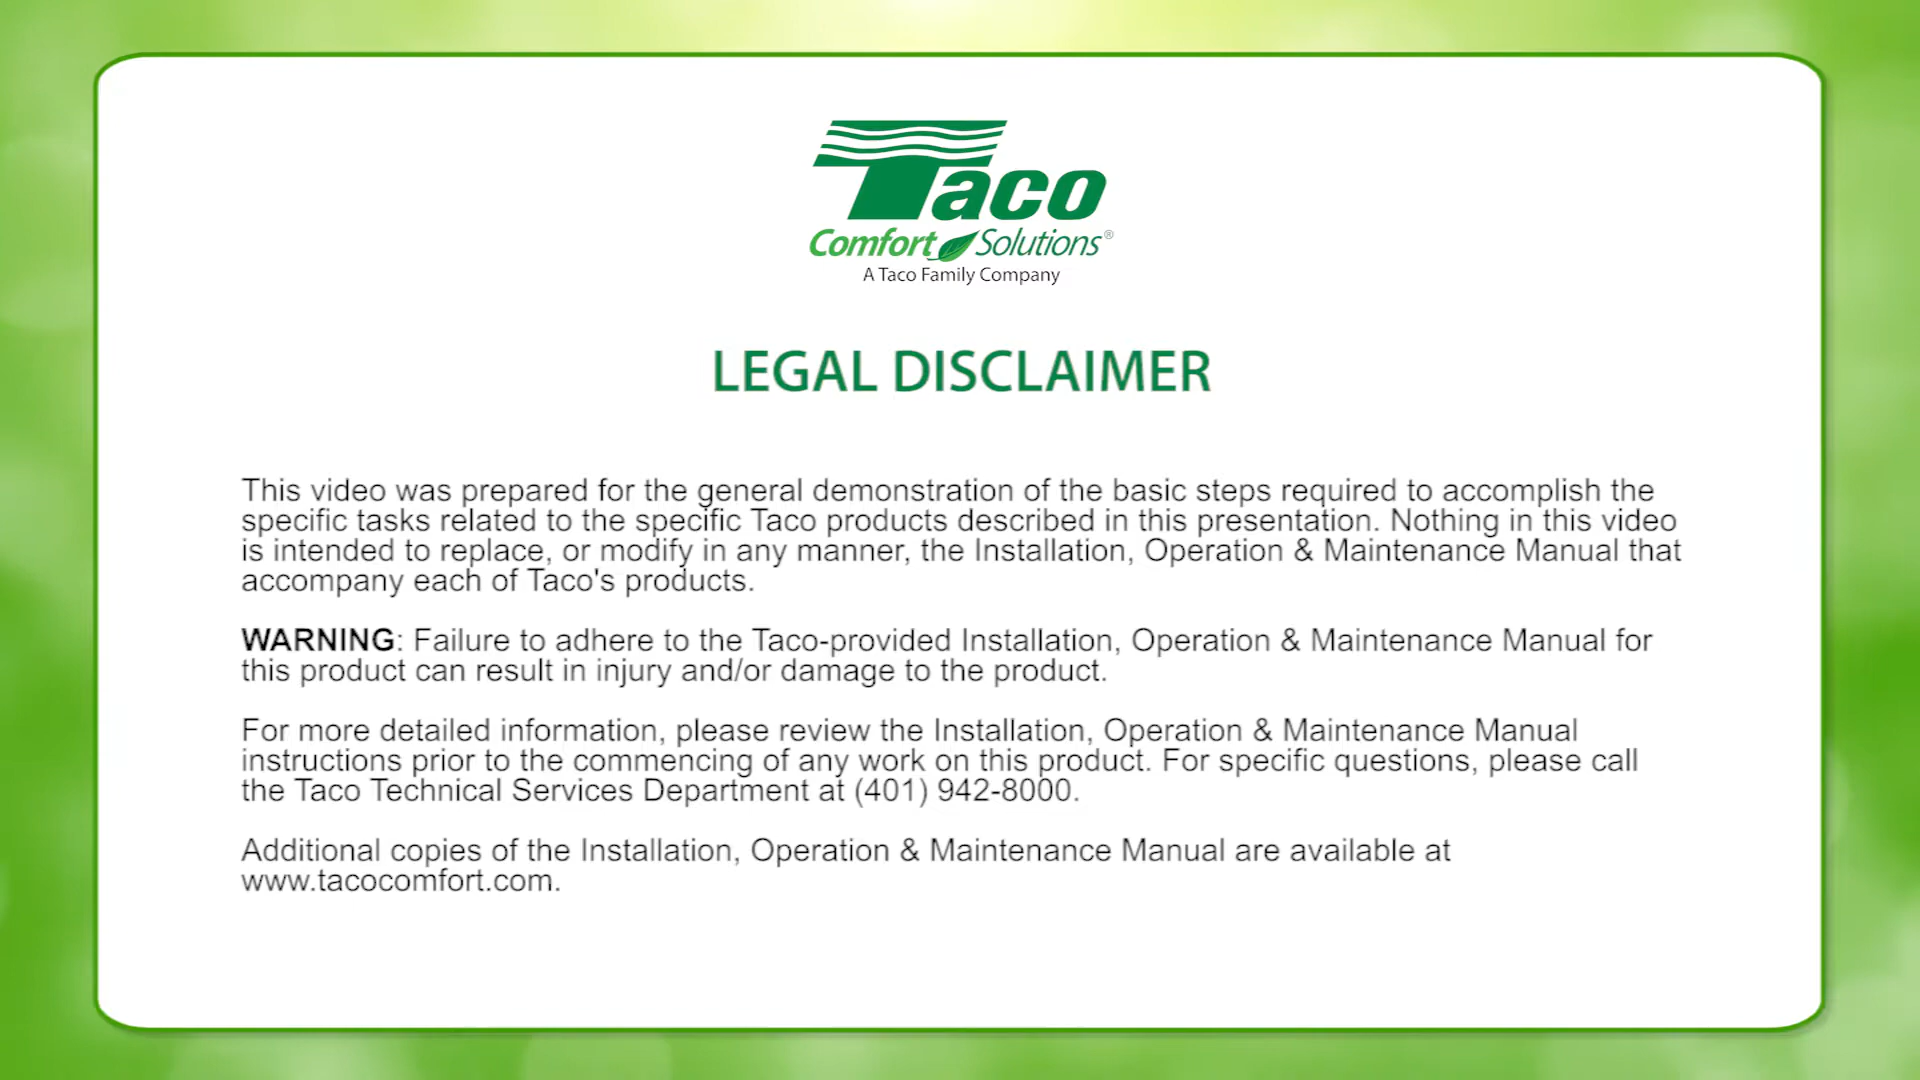 Taco
Comfort Solutions®
A Taco Family Company
LEGAL DISCLAIMER
This video was prepared for the general demonstration of the basic steps required to accomplish the
specific tasks related to the specific Taco products described in this presentation. Nothing in this video
is intended to replace, or modify in any manner, the Installation, Operation & Maintenance Manual that
accompany each of Taco's products.
WARNING: Failure to adhere to the Taco-provided Installation, Operation & Maintenance Manual for
this product can result in injury and/or damage to the product.
For more detailed information, please review the Installation, Operation & Maintenance Manual
instructions prior to the commencing of any work on this product. For specific questions, please call
the Taco Technical Services Department at (401) 942-8000.
Additional copies of the Installation, Operation & Maintenance Manual are available at
www.tacocomfort.com.